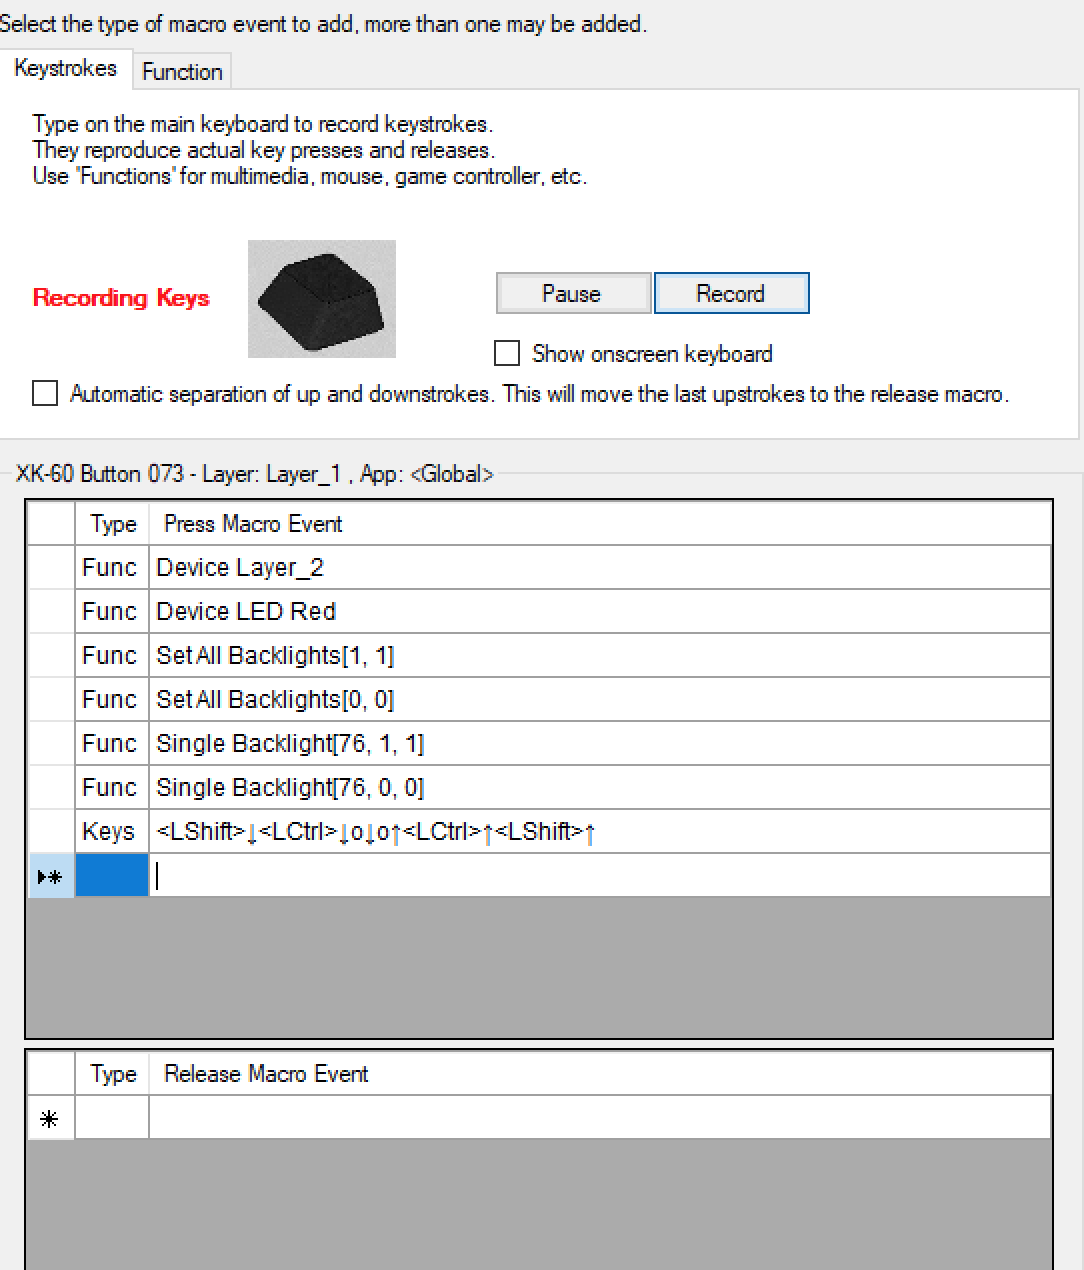 Select the type of macro event to add, more than one may be added.
Keystrokes Function
Type on the main keyboard to record keystrokes.
They reproduce actual key presses and releases.
Use 'Functions' for multimedia, mouse, game controller, etc.
Recording Keys Pause Record
Show onscreen keyboard
Automatic separation of up and downstrokes. This will move the last upstrokes to the release macro.
XK-60 Button 073 - Layer: Layer_1 , App: <Global>
Type Press Macro Event
Func Device Layer_2
Func Device LED Red
Func Set All Backlights[1, 1]
Func Set All Backlights[0, 0]
Func Single Backlight[76, 1, 1]
Func Single Backlight[76, 0, 0]
Keys <LShift>↓<LCtrl>↓o↓o↑<LCtrl>↑<LShift>↑
Type Release Macro Event